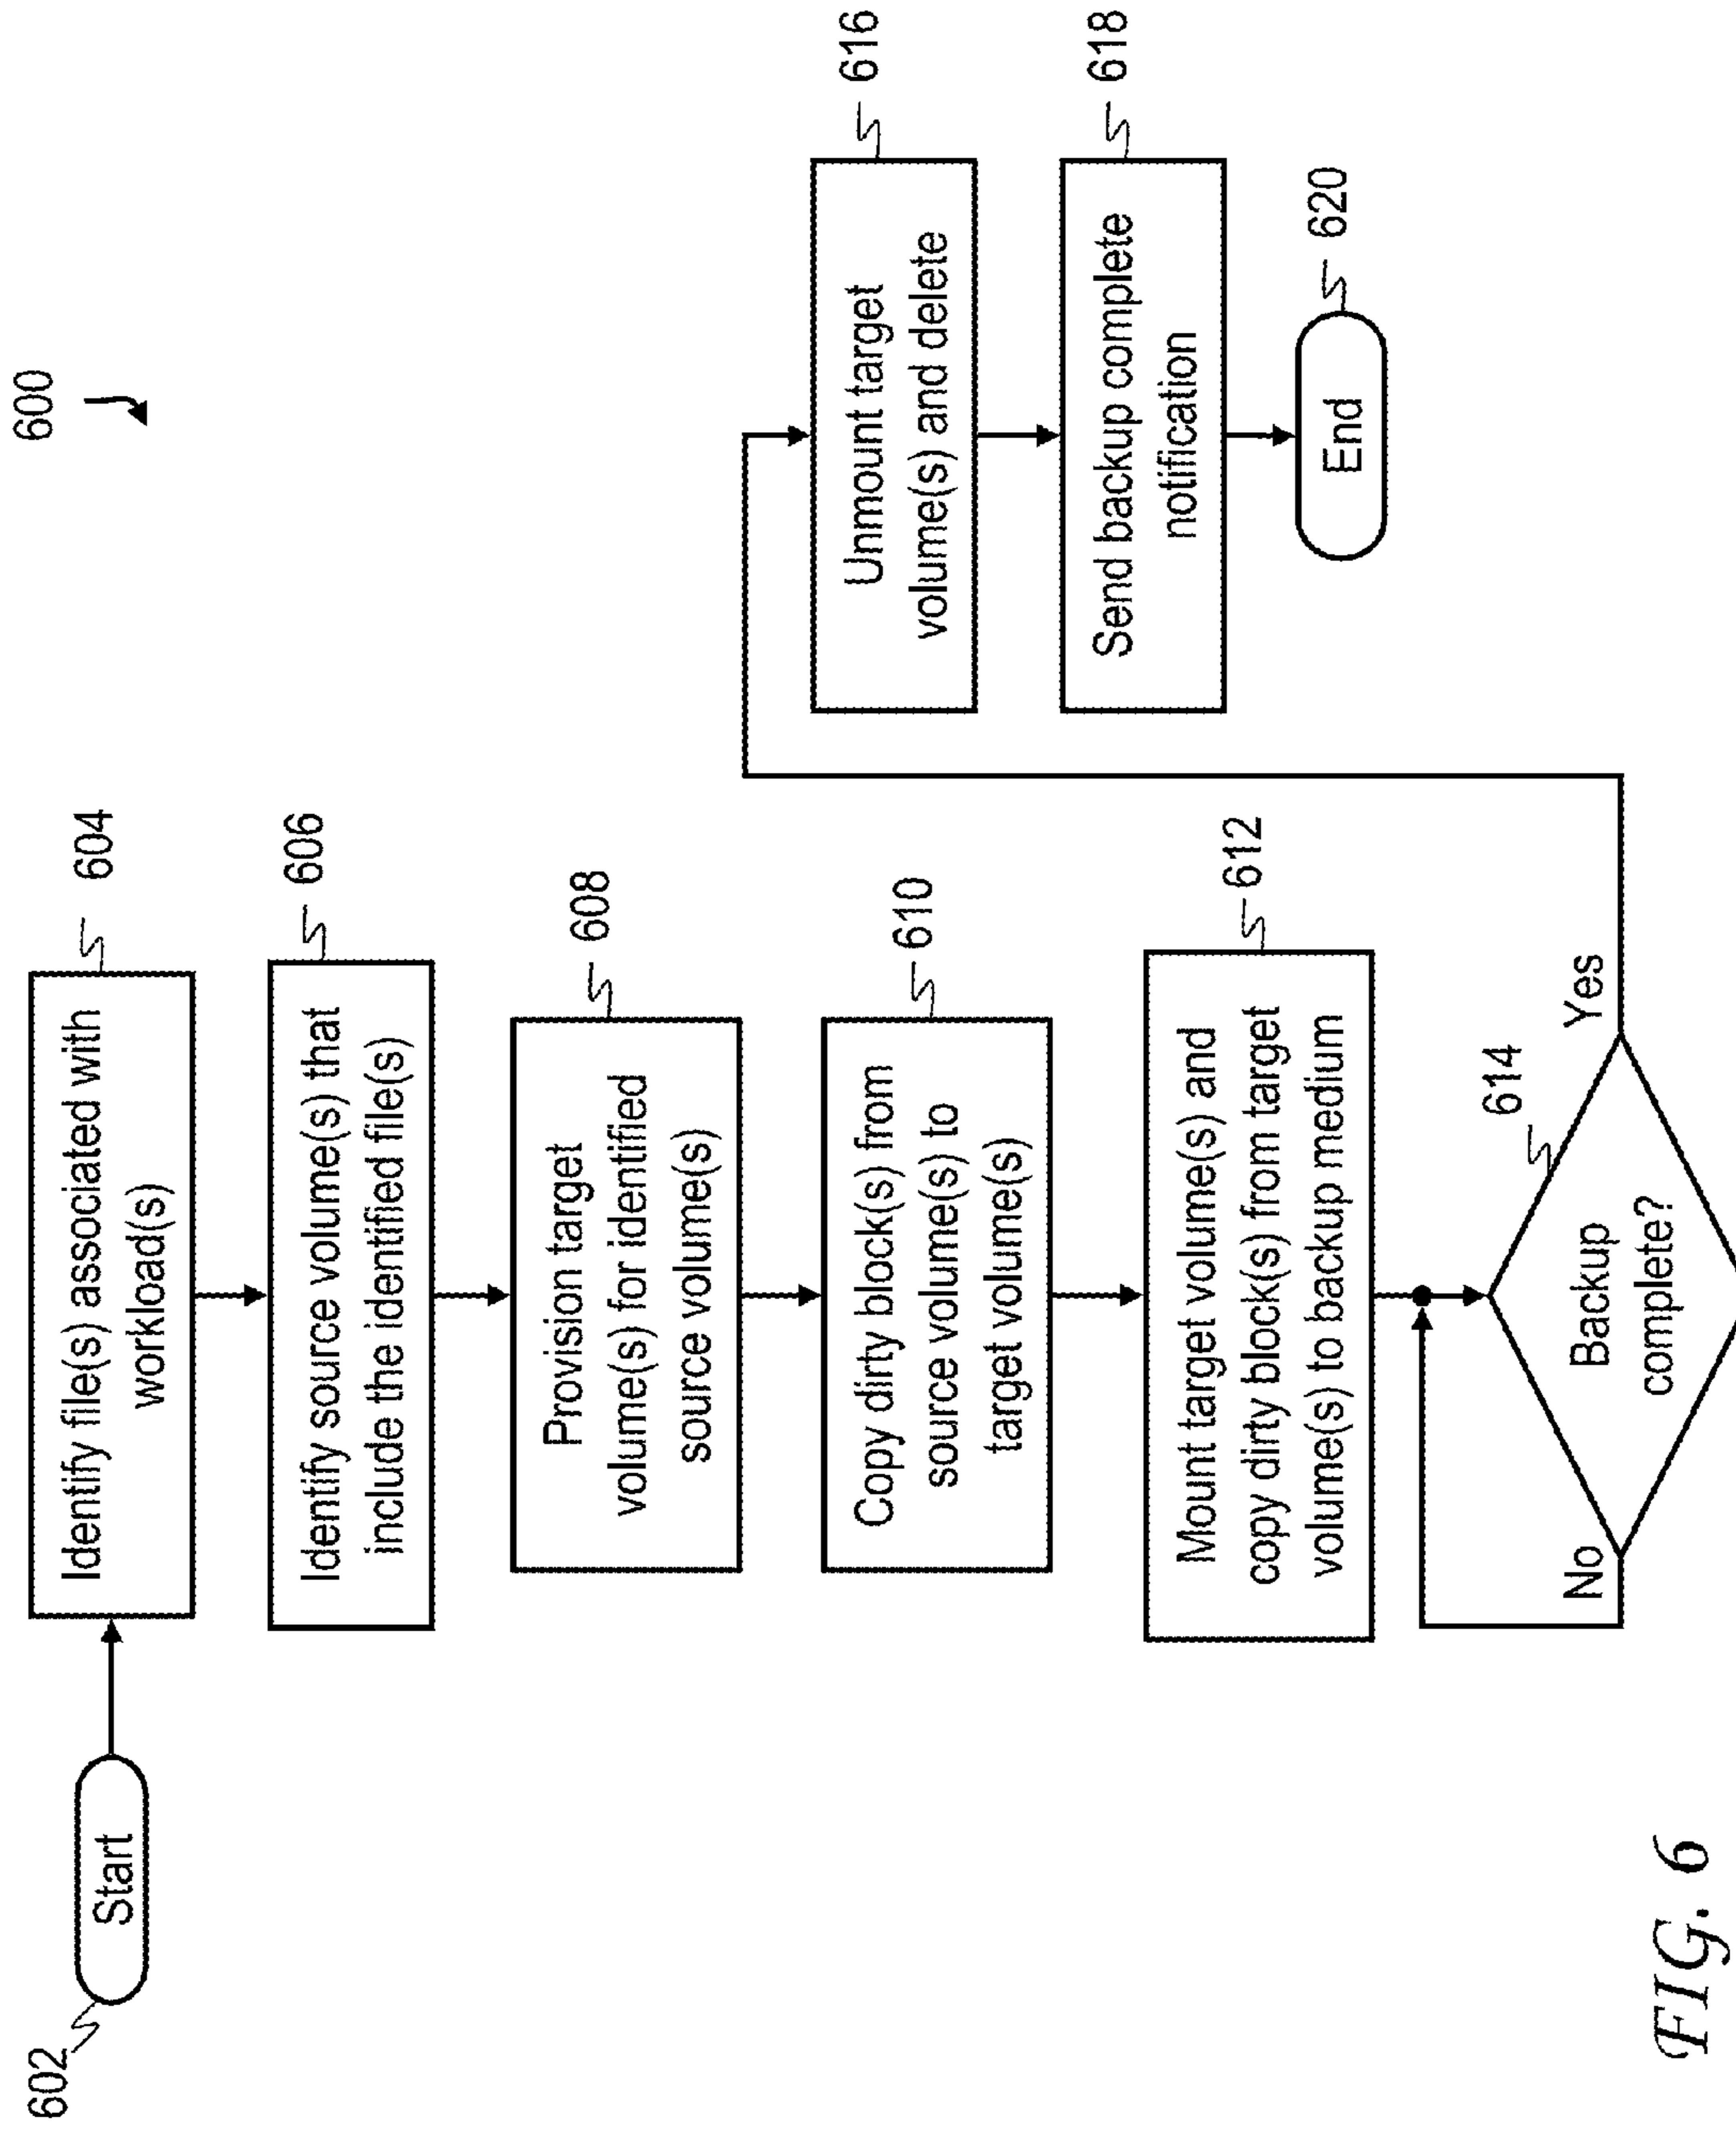 600
602
Start
604
Identify file(s) associated with
workload(s)
606
Identify source volume(s) that
include the identified file(s)
608
Provision target
volume(s) for identified
source volume(s)
610
Copy dirty block(s) from
source volume(s) to
target volume(s)
612
Mount target volume(s) and
copy dirty block(s) from target
volume(s) to backup medium
614
Backup
complete?
No
Yes
616
Unmount target
volume(s) and delete
618
Send backup complete
notification
620
End
FIG. 6